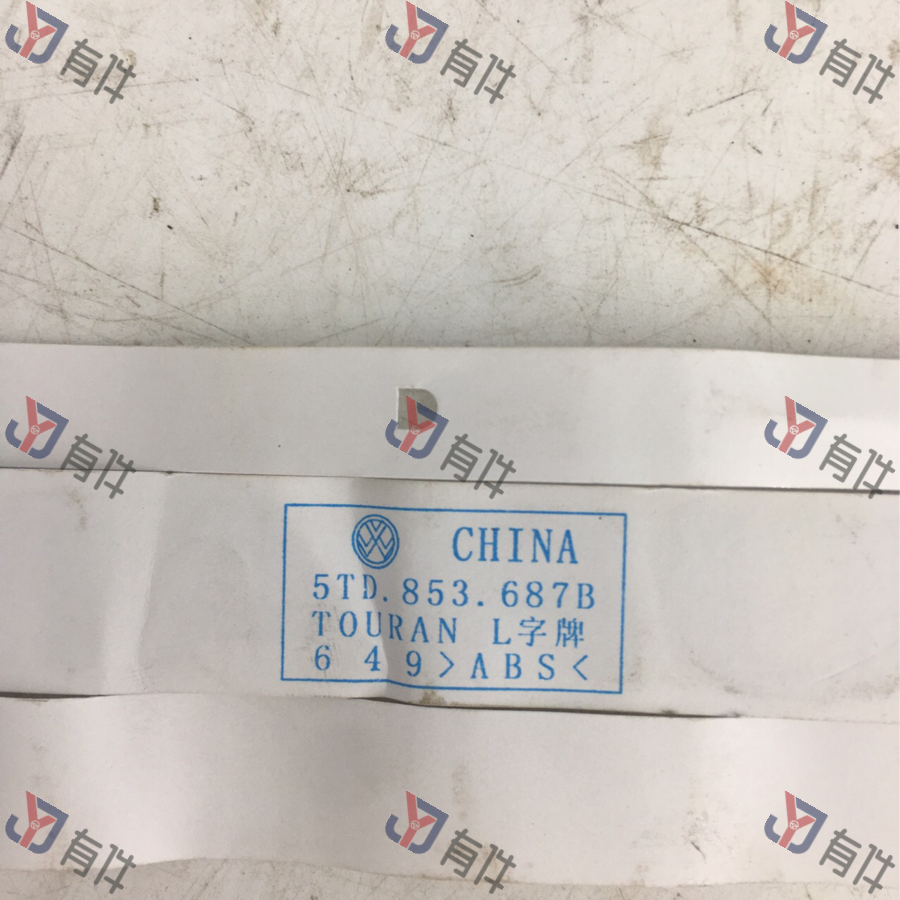 有件 有件 有件
有件 有件 有件
CHINA
5TD.853.687B
TOURAN L字牌
6 4 9>ABS<
有件 有件 有件